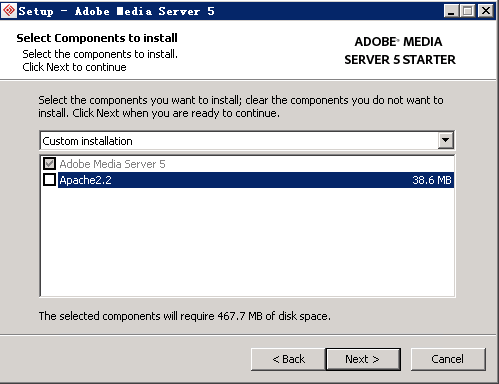 Setup - Adobe Media Server 5
Select Components to install
Select the components to install.
Click Next to continue
ADOBE® MEDIA
SERVER 5 STARTER
Select the components you want to install; clear the components you do not want to
install. Click Next when you are ready to continue.
Custom installation
Adobe Media Server 5
Apache2.2 38.6 MB
The selected components will require 467.7 MB of disk space.
< Back Next > Cancel